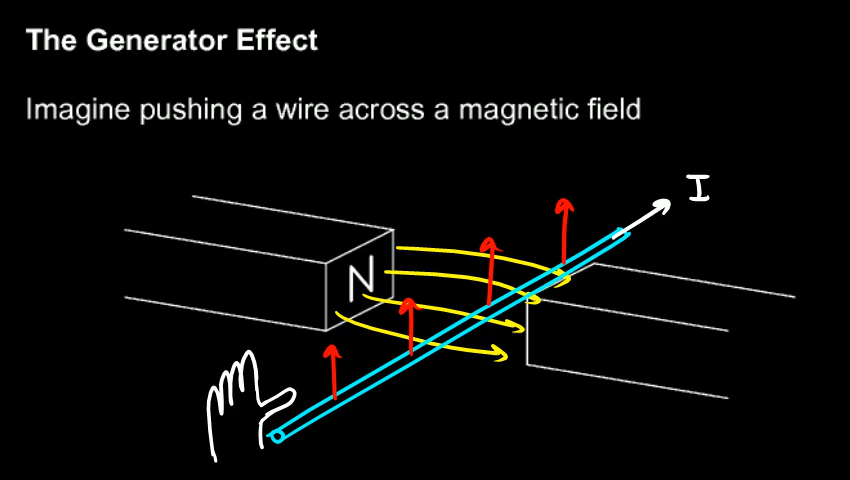 The Generator Effect
Imagine pushing a wire across a magnetic field
I
N